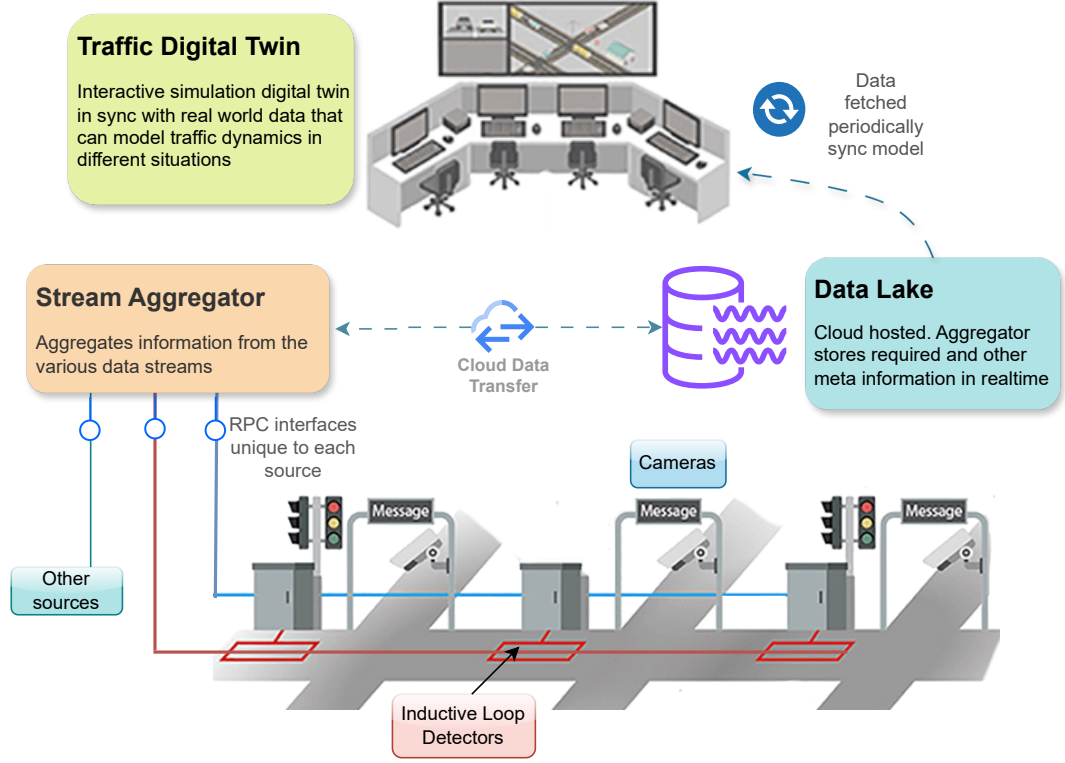 Traffic Digital Twin
Interactive simulation digital twin
in sync with real world data that
can model traffic dynamics in
different situations
Data
fetched
periodically
sync model
Stream Aggregator
Aggregates information from the
various data streams
Cloud Data
Transfer
Data Lake
Cloud hosted. Aggregator
stores required and other
meta information in realtime
RPC interfaces
unique to each
source
Cameras
Message
Message
Message
Other
sources
Inductive Loop
Detectors